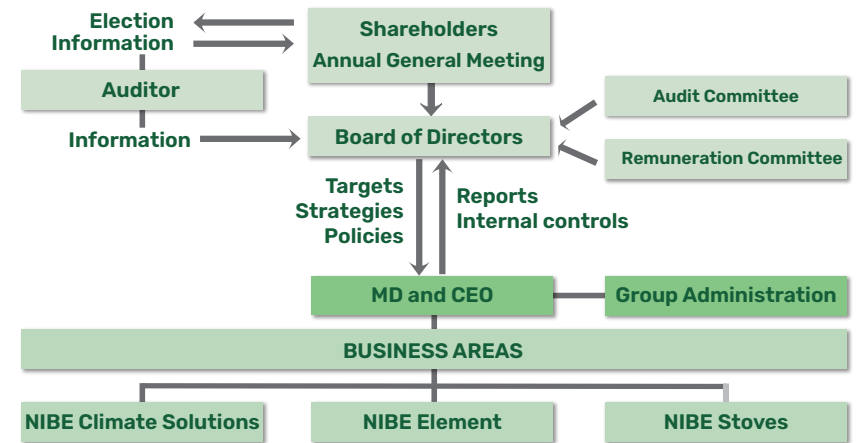 Election
Information
Shareholders
Annual General Meeting
Auditor
Audit Committee
Information
Board of Directors
Remuneration Committee
Targets
Strategies
Policies
Reports
Internal controls
MD and CEO
Group Administration
BUSINESS AREAS
NIBE Climate Solutions
NIBE Element
NIBE Stoves